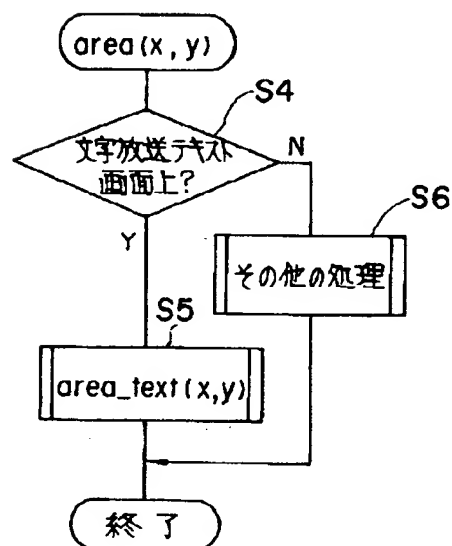 area(x,y)
S4
文字放送テキスト
画面上?
N
Y
S6
その他の処理
S5
area_text(x,y)
終了